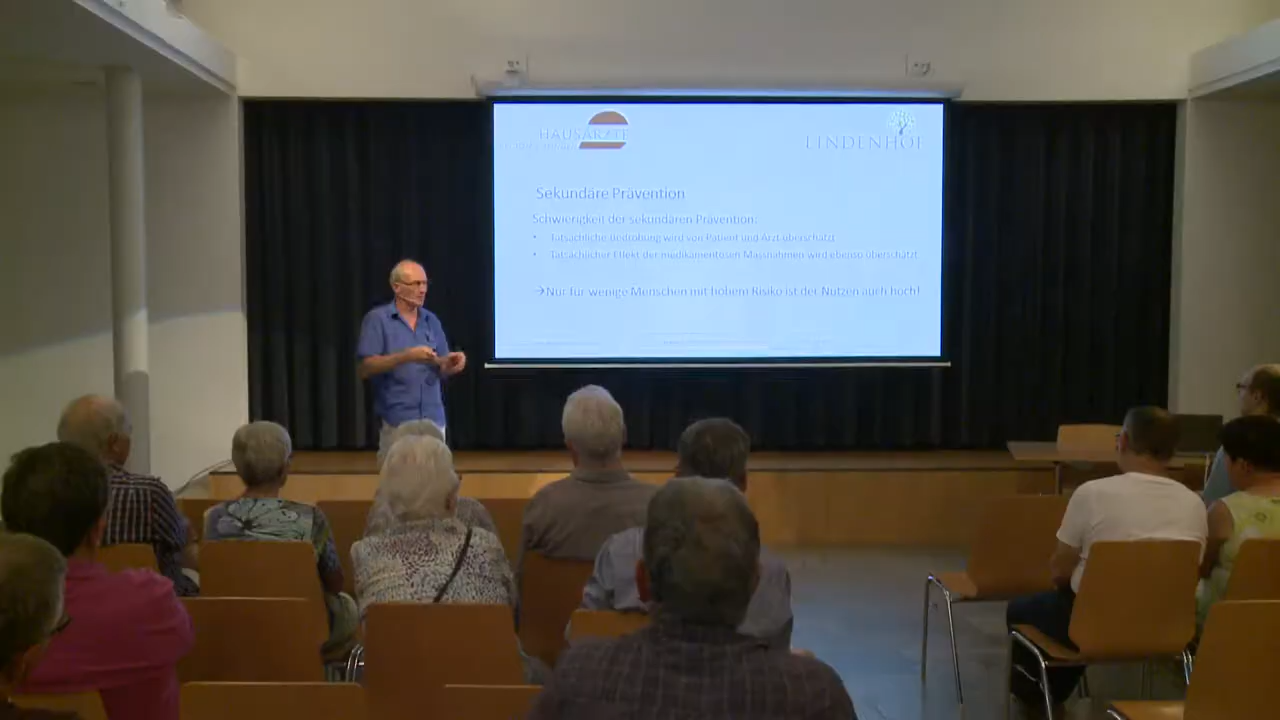 HAUSÄRZTE
LINDENHOF
Sekundäre Prävention
Schwierigkeit der sekundären Prävention:
• Tatsächliche Bedrohung wird von Patient und Arzt überschätzt
• Tatsächlicher Effekt der medikamentösen Massnahmen wird ebenso überschätzt
→Nur für wenige Menschen mit hohem Risiko ist der Nutzen auch hoch!